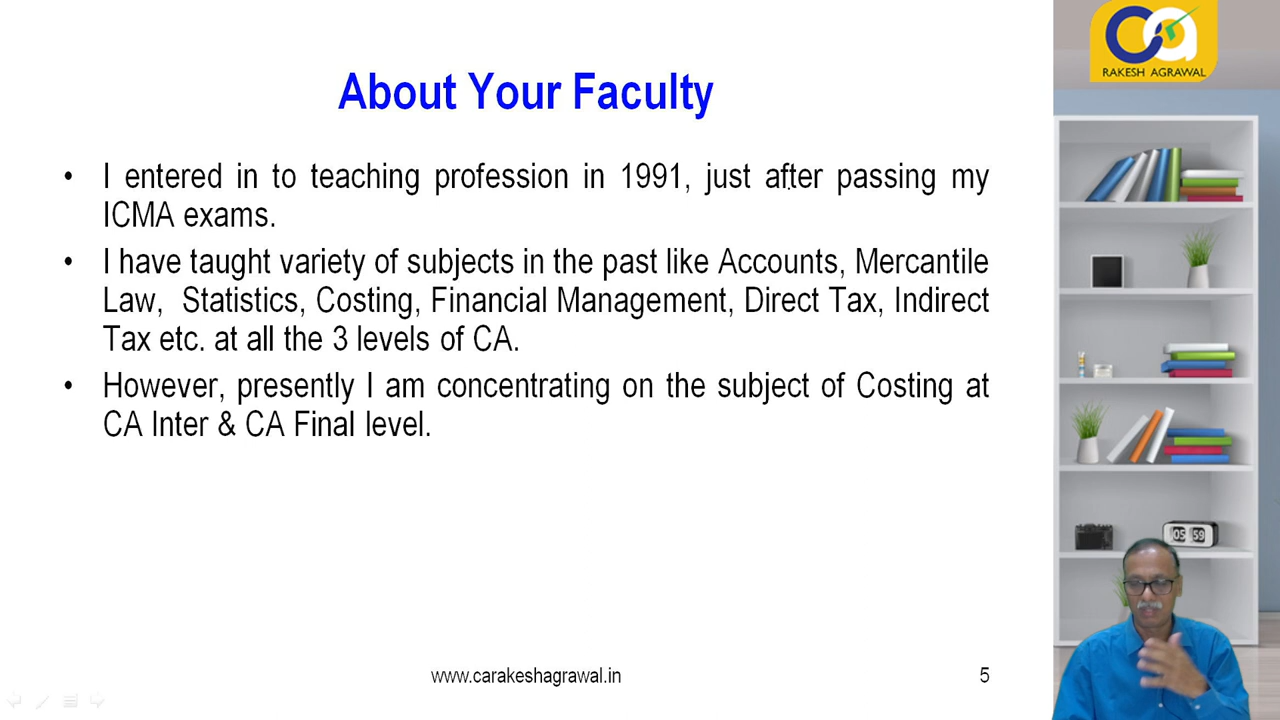 About Your Faculty
• I entered in to teaching profession in 1991, just after passing my
ICMA exams.
• I have taught variety of subjects in the past like Accounts, Mercantile
Law, Statistics, Costing, Financial Management, Direct Tax, Indirect
Tax etc. at all the 3 levels of CA.
• However, presently I am concentrating on the subject of Costing at
CA Inter & CA Final level.
www.carakeshagrawal.in
5
ca
RAKESH AGRAWAL
05 59